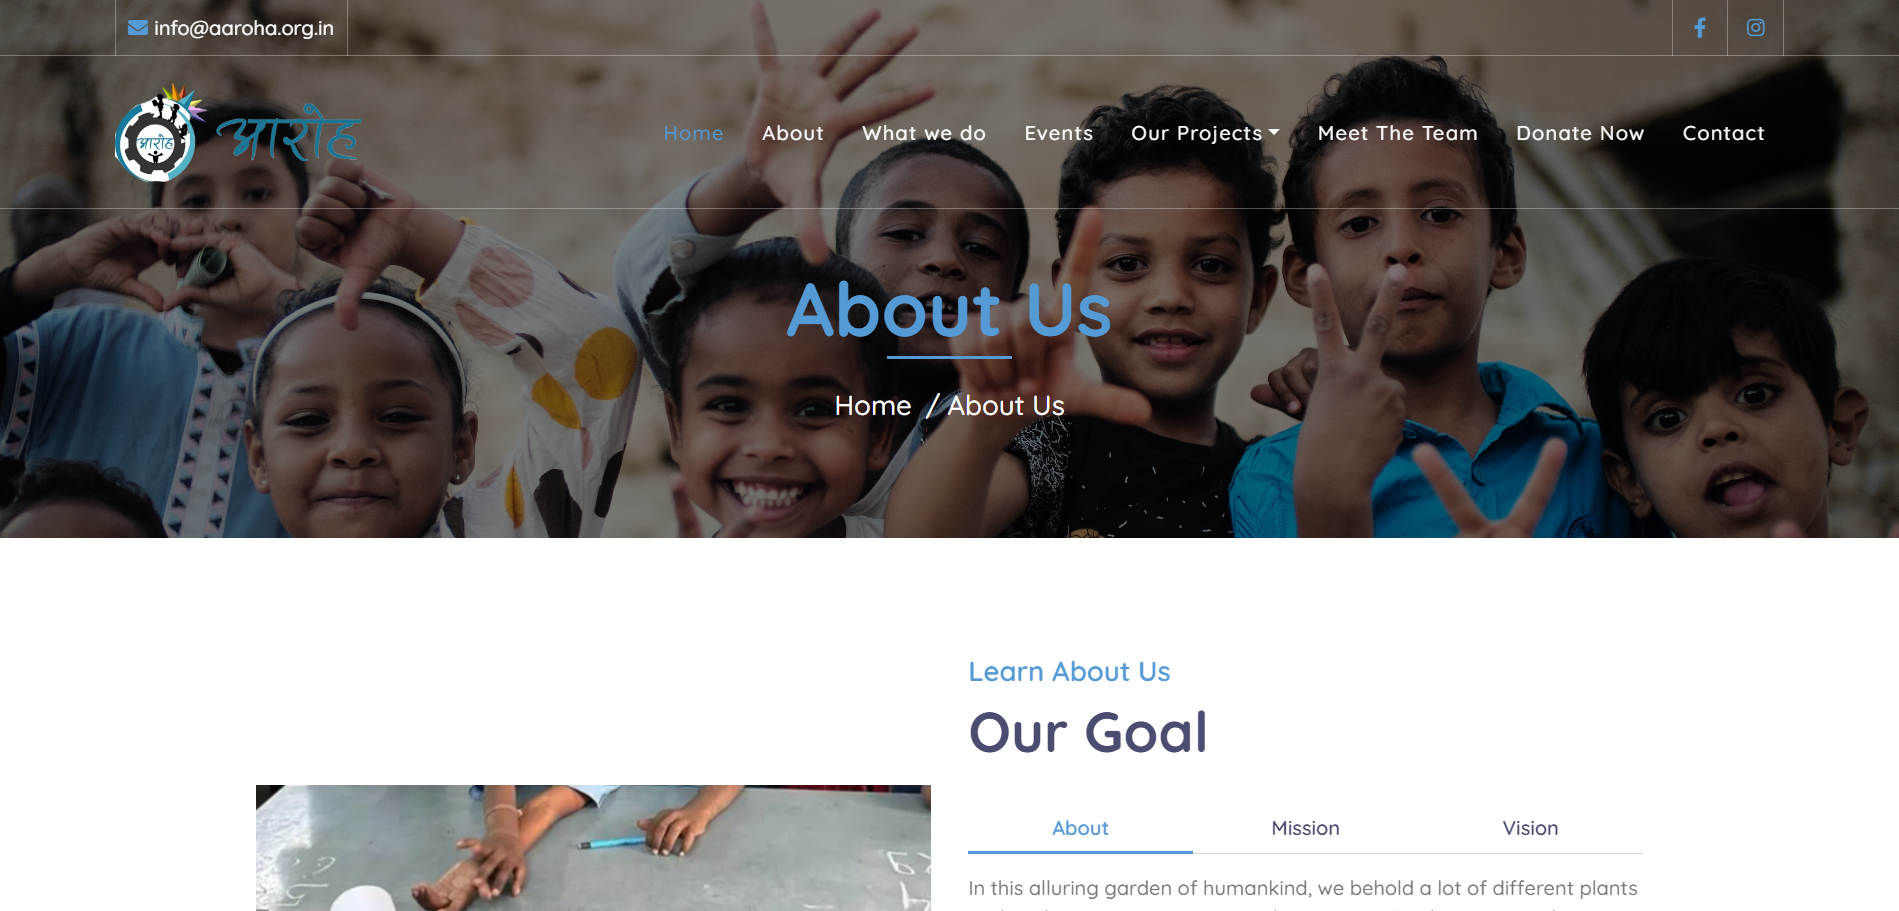 info@aaroha.org.in
आरोह
आरोह
Home About What we do Events Our Projects Meet The Team Donate Now Contact
About Us
Home / About Us
Learn About Us
Our Goal
About Mission Vision
In this alluring garden of humankind, we behold a lot of different plants